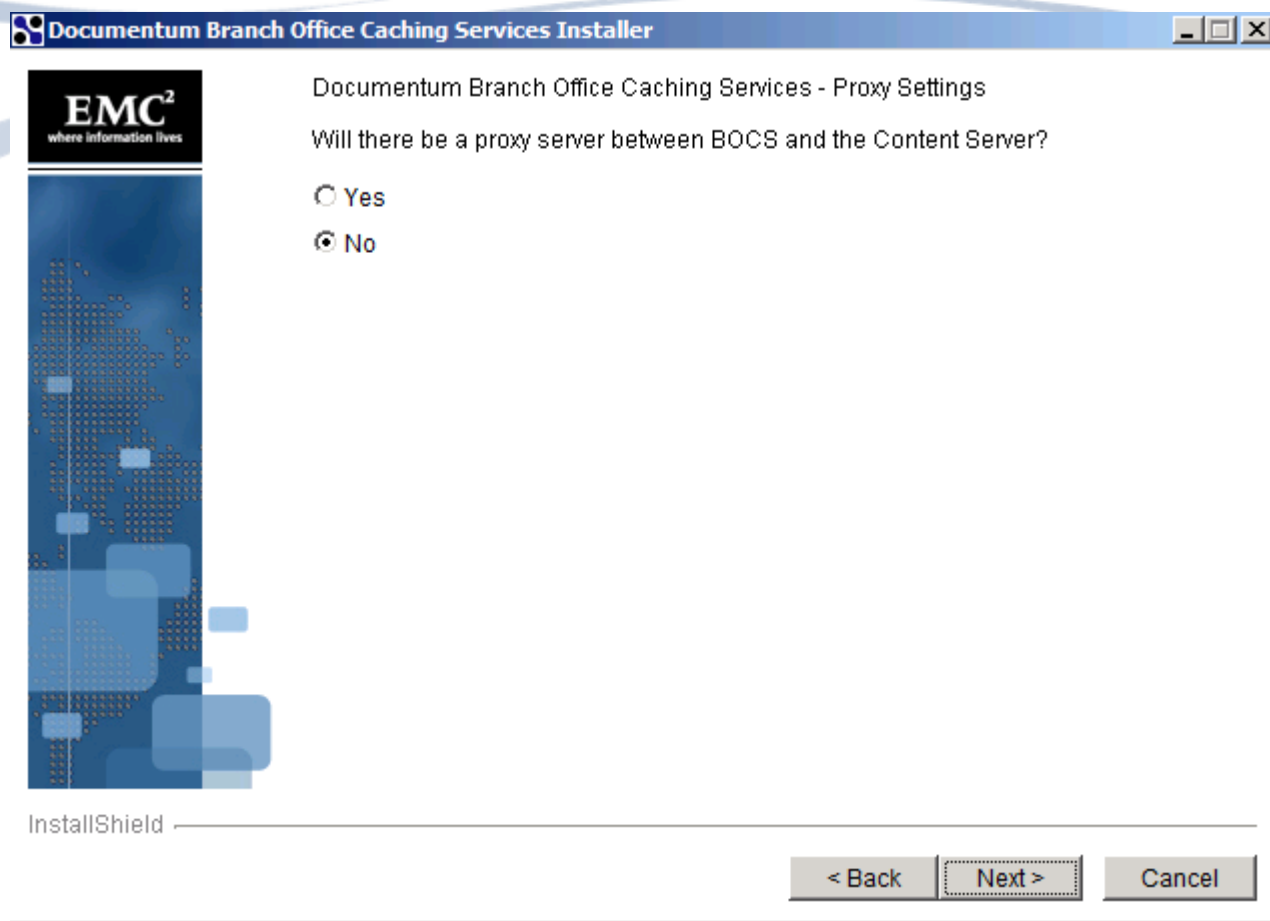 Documentum Branch Office Caching Services Installer
EMC²
where information lives
Documentum Branch Office Caching Services - Proxy Settings
Will there be a proxy server between BOCS and the Content Server?
Yes
No
InstallShield
< Back
Next >
Cancel